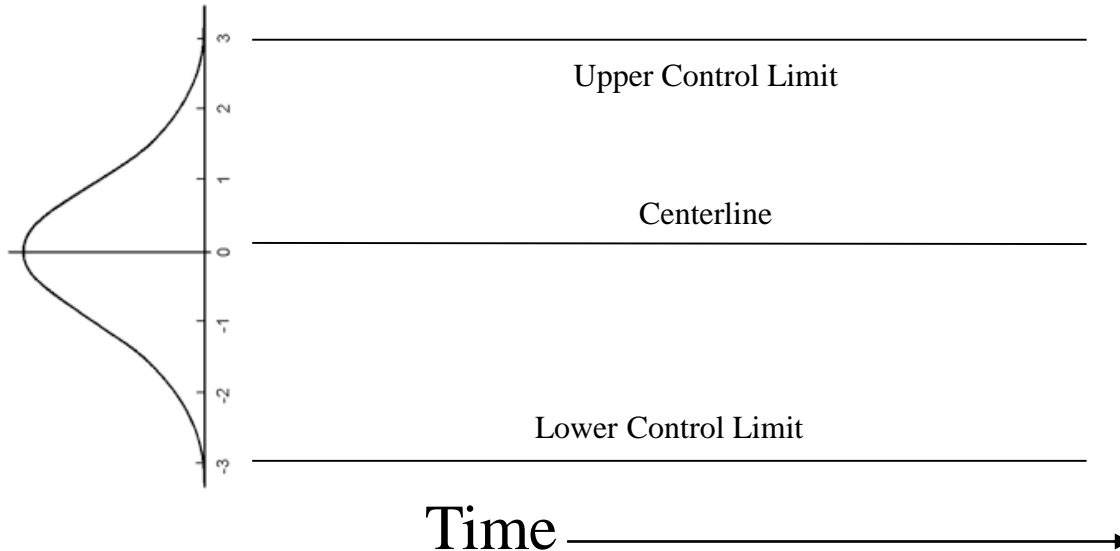 3
Upper Control Limit
2
1
Centerline
0
-1
-2
Lower Control Limit
-3
Time